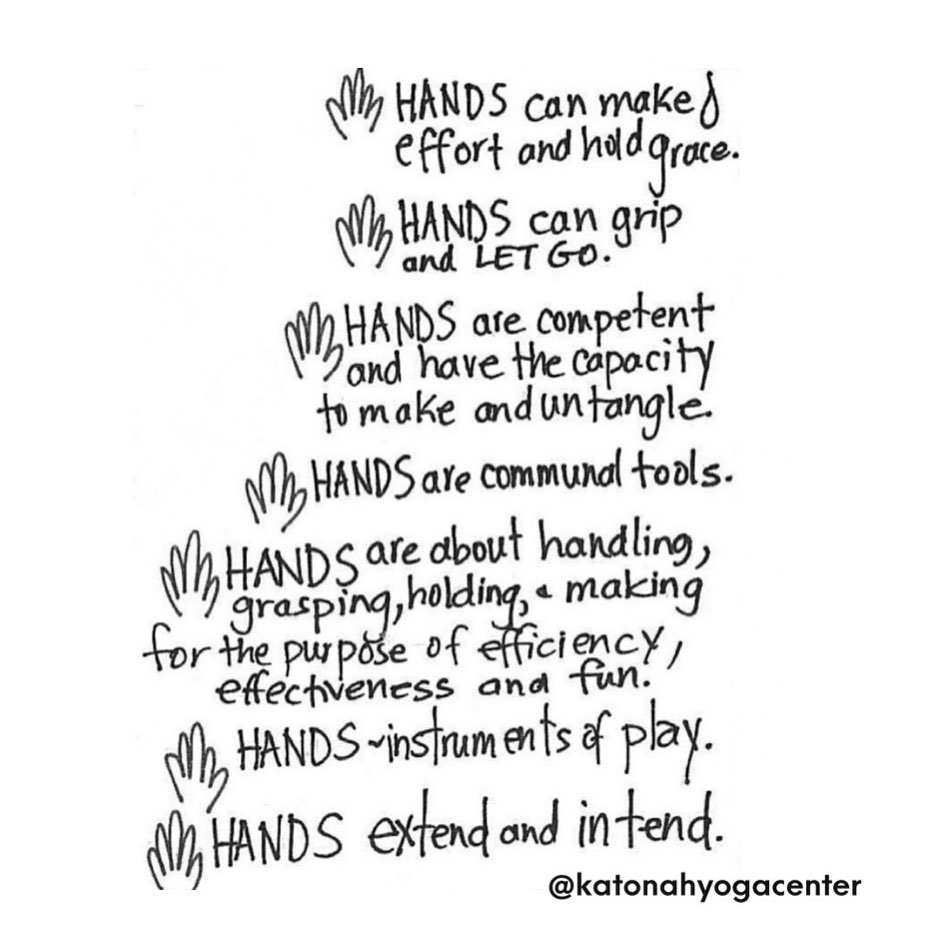 HANDS can make
effort and hold grace.
HANDS can grip
and LET GO.
HANDS are competent
and have the capacity
to make and untangle.
HANDS are communal tools.
HANDS are about handling,
grasping, holding, & making
for the purpose of efficiency,
effectiveness and fun.
HANDS ~ instruments of play.
HANDS extend and intend.
@katonahyogacenter